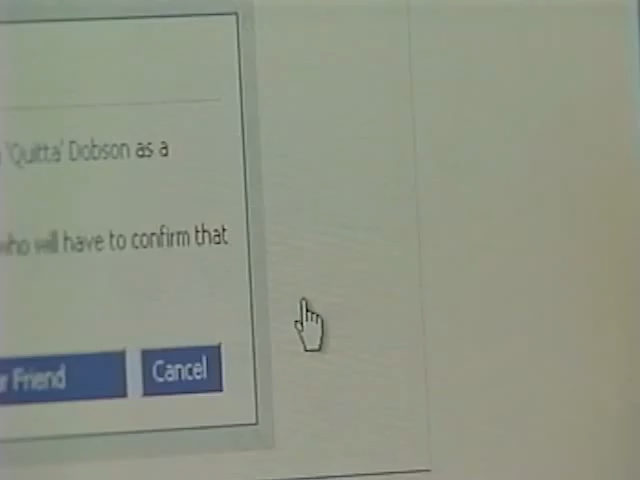 'Quitta' Dobson as a
who will have to confirm that
Friend
Cancel